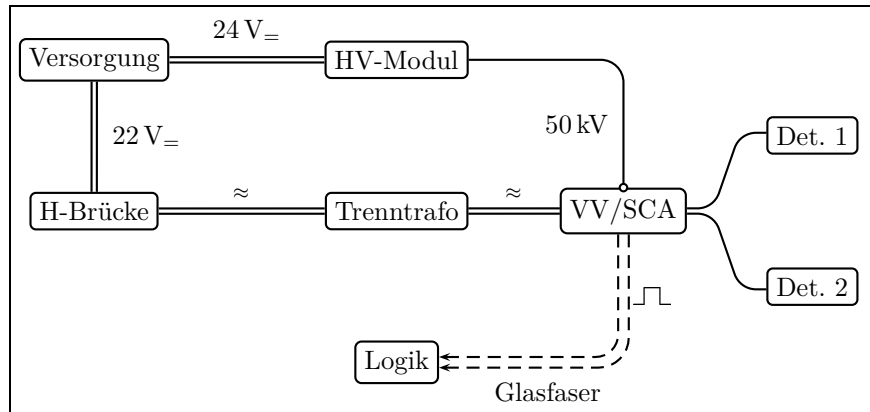 24 V=
Versorgung
HV-Modul
22 V=
50 kV
Det. 1
H-Brücke
≈
Trenntrafo
≈
VV/SCA
Det. 2
Logik
Glasfaser